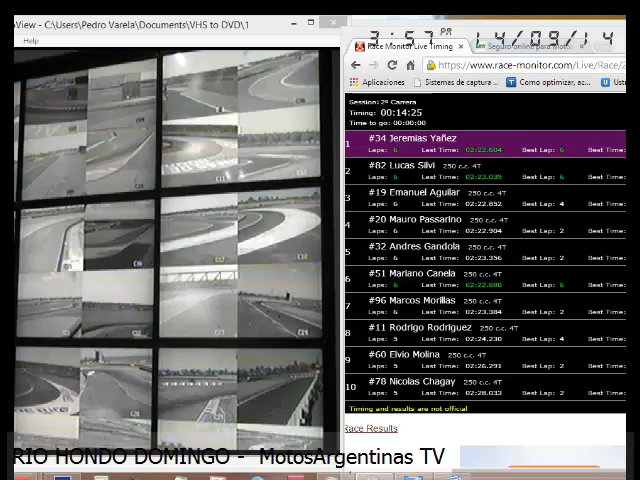 View - C:\Users\Pedro Varela\Documents\VHS to DVD\1
Help
3:57 PM 14/09/14
Race Monitor Live Timing
Seguro online para moto
https://www.race-monitor.com/Live/Race/
Aplicaciones Sistemas de captura ... Como optimizar, ac...
Session: 2ª Carrera
Timing: 00:14:25
Time to go: 00:00:00
1 #34 Jeremias Yañez
Laps: 6 Last Time: 02:22.604 Best Lap: 6 Best Time:
2 #82 Lucas Silvi 250 c.c. 4T
Laps: 6 Last Time: 02:23.039 Best Lap: 6 Best Time:
3 #19 Emanuel Aguilar 250 c.c. 4T
Laps: 6 Last Time: 02:22.852 Best Lap: 4 Best Time:
4 #20 Mauro Passarino 250 c.c. 4T
Laps: 6 Last Time: 02:22.904 Best Lap: 2 Best Time:
5 #32 Andres Gandola 250 c.c. 4T
Laps: 6 Last Time: 02:23.356 Best Lap: 2 Best Time:
6 #51 Mariano Canela 250 c.c. 4T
Laps: 6 Last Time: 02:22.880 Best Lap: 6 Best Time:
7 #96 Marcos Morillas 250 c.c. 4T
Laps: 6 Last Time: 02:23.384 Best Lap: 2 Best Time:
8 #11 Rodrigo Rodriguez 250 c.c. 4T
Laps: 5 Last Time: 02:24.230 Best Lap: 4 Best Time:
9 #60 Elvio Molina 250 c.c. 4T
Laps: 5 Last Time: 02:26.291 Best Lap: 2 Best Time:
10 #78 Nicolas Chagay 250 c.c. 4T
Laps: 5 Last Time: 02:28.033 Best Lap: 2 Best Time:
Timing and results are not official
Race Results
RIO HONDO DOMINGO - MotosArgentinas TV